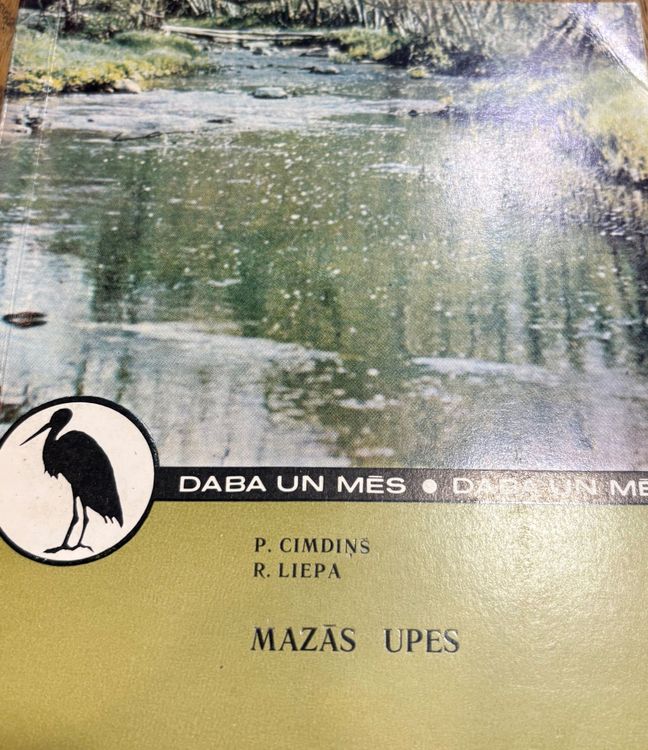 DABA UN MĒS • DABA UN MĒ
P. CIMDIŅŠ
R. LIEPA
MAZĀS UPES